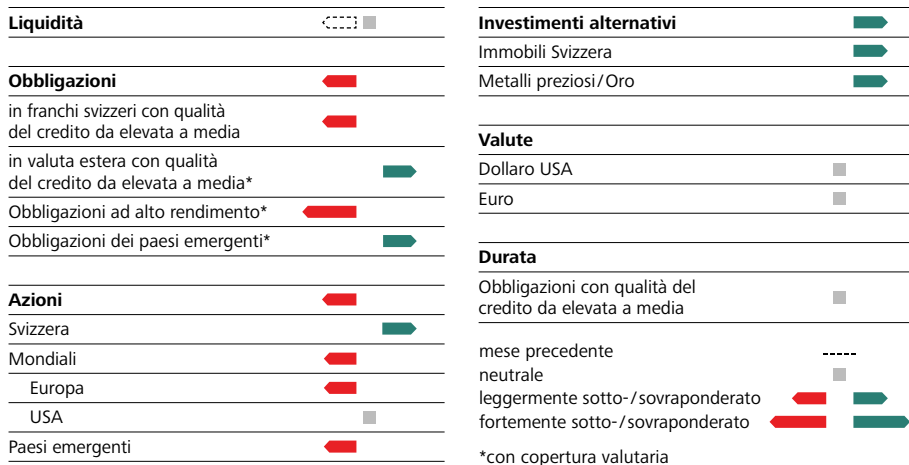 Liquidità
Obbligazioni
in franchi svizzeri con qualità
del credito da elevata a media
in valuta estera con qualità
del credito da elevata a media*
Obbligazioni ad alto rendimento*
Obbligazioni dei paesi emergenti*
Azioni
Svizzera
Mondiali
Europa
USA
Paesi emergenti
Investimenti alternativi
Immobili Svizzera
Metalli preziosi/Oro
Valute
Dollaro USA
Euro
Durata
Obbligazioni con qualità del
credito da elevata a media
mese precedente
neutrale
leggermente sotto-/sovraponderato
fortemente sotto-/sovraponderato
*con copertura valutaria